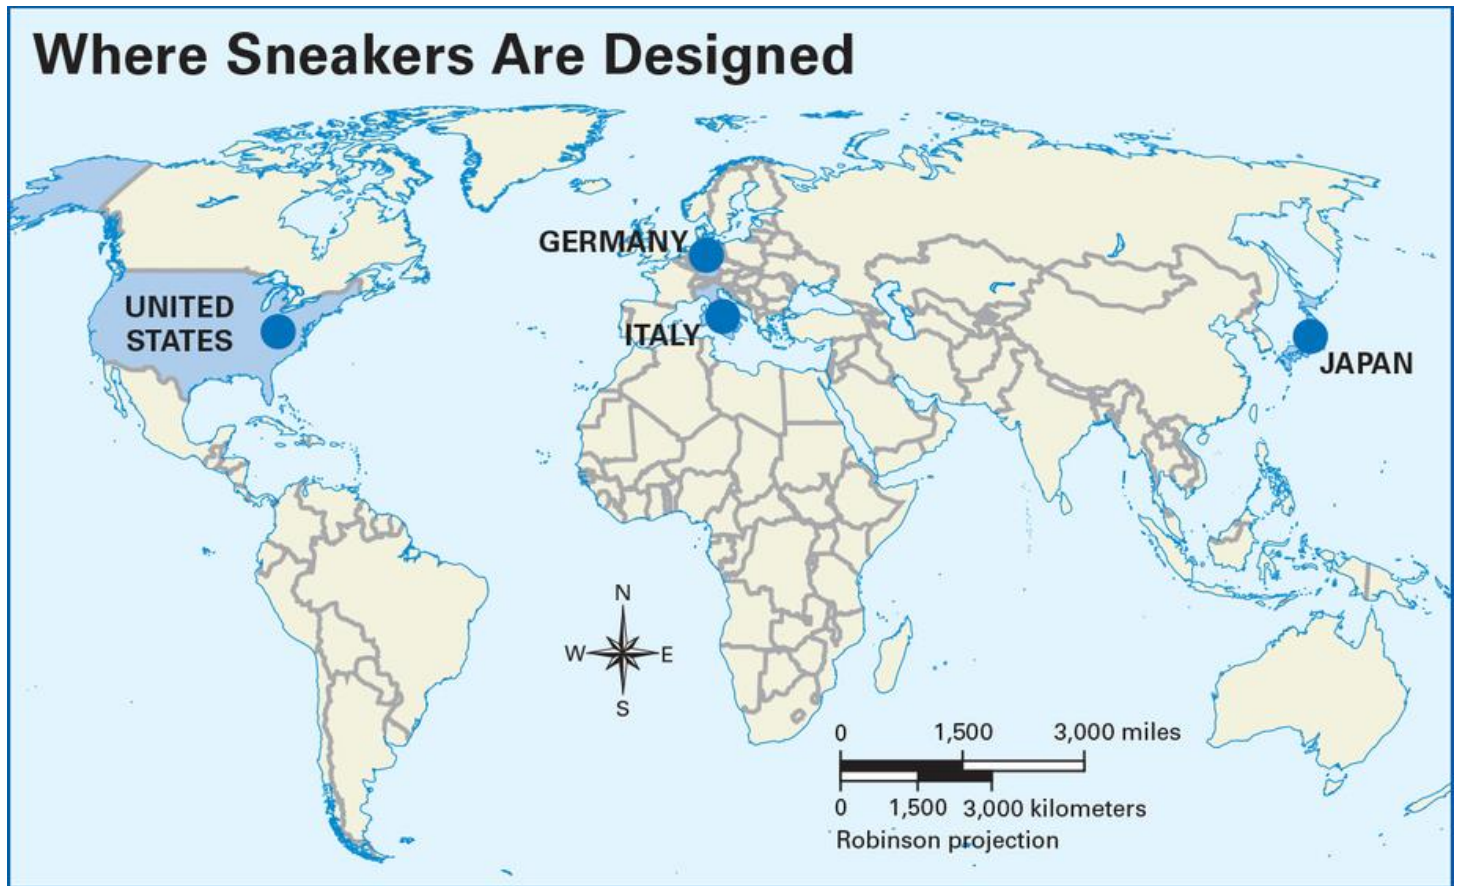 Where Sneakers Are Designed
GERMANY
UNITED
STATES
ITALY
JAPAN
N
W
E
S
0 1,500 3,000 miles
0 1,500 3,000 kilometers
Robinson projection